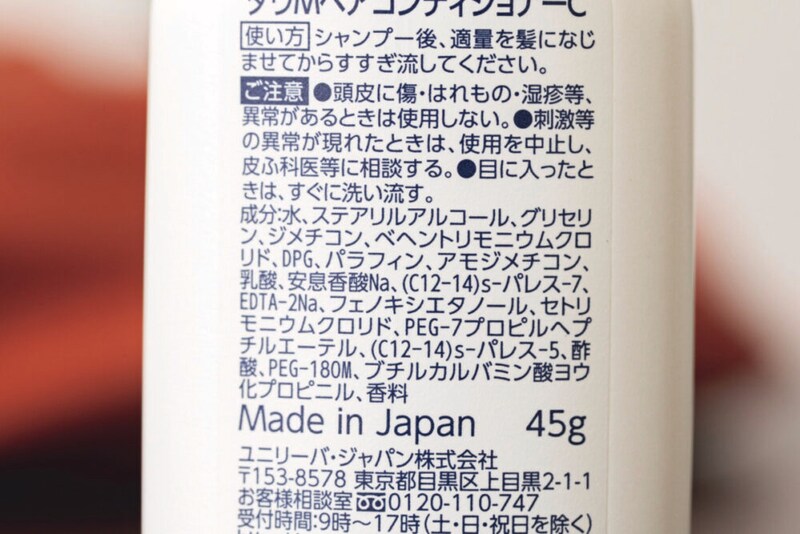 ダヴMヘアコンディショナーC
使い方 シャンプー後、適量を髪になじ
ませてからすすぎ流してください。
ご注意 ●頭皮に傷・はれもの・湿疹等、
異常があるときは使用しない。●刺激等
の異常が現れたときは、使用を中止し、
皮ふ科医等に相談する。●目に入ったと
きは、すぐに洗い流す。
成分:水、ステアリルアルコール、グリセリ
ン、ジメチコン、ベヘントリモニウムクロ
リド、DPG、パラフィン、アモジメチコン、
乳酸、安息香酸Na、(C12-14)s-パレス-7、
EDTA-2Na、フェノキシエタノール、セトリ
モニウムクロリド、PEG-7プロピルヘプ
チルエーテル、(C12-14)s-パレス-5、酢
酸、PEG-180M、ブチルカルバミン酸ヨウ
化プロピニル、香料
Made in Japan 45g
ユニリーバ・ジャパン株式会社
〒153-8578 東京都目黒区上目黒2-1-1
お客様相談室 0120-110-747
受付時間:9時～17時(土・日・祝日を除く)